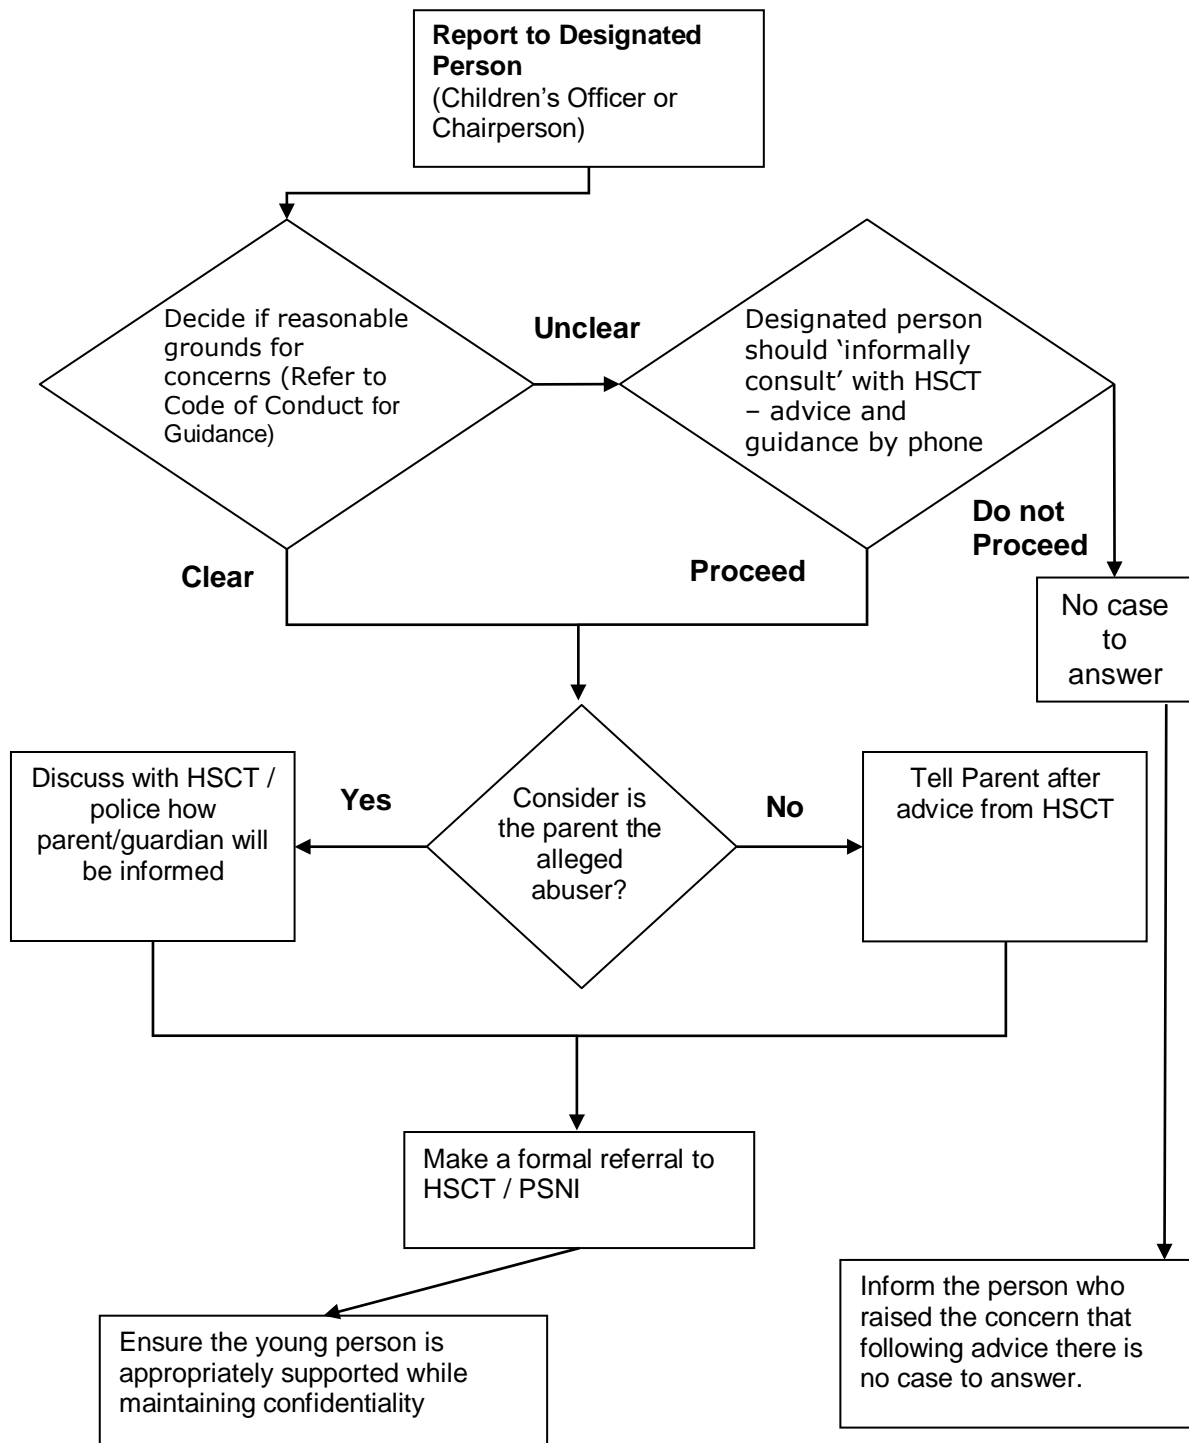 Report to Designated
Person
(Children's Officer or
Chairperson)
Decide if reasonable
grounds for
concerns (Refer to
Code of Conduct for
Guidance)
Unclear
Designated person
should ‘informally
consult’ with HSCT
– advice and
guidance by phone
Clear
Proceed
Do not
Proceed
No case
to
answer
Discuss with HSCT /
police how
parent/guardian will
be informed
Yes
Consider is
the parent the
alleged
abuser?
No
Tell Parent after
advice from HSCT
Make a formal referral to
HSCT / PSNI
Ensure the young person is
appropriately supported while
maintaining confidentiality
Inform the person who
raised the concern that
following advice there is
no case to answer.